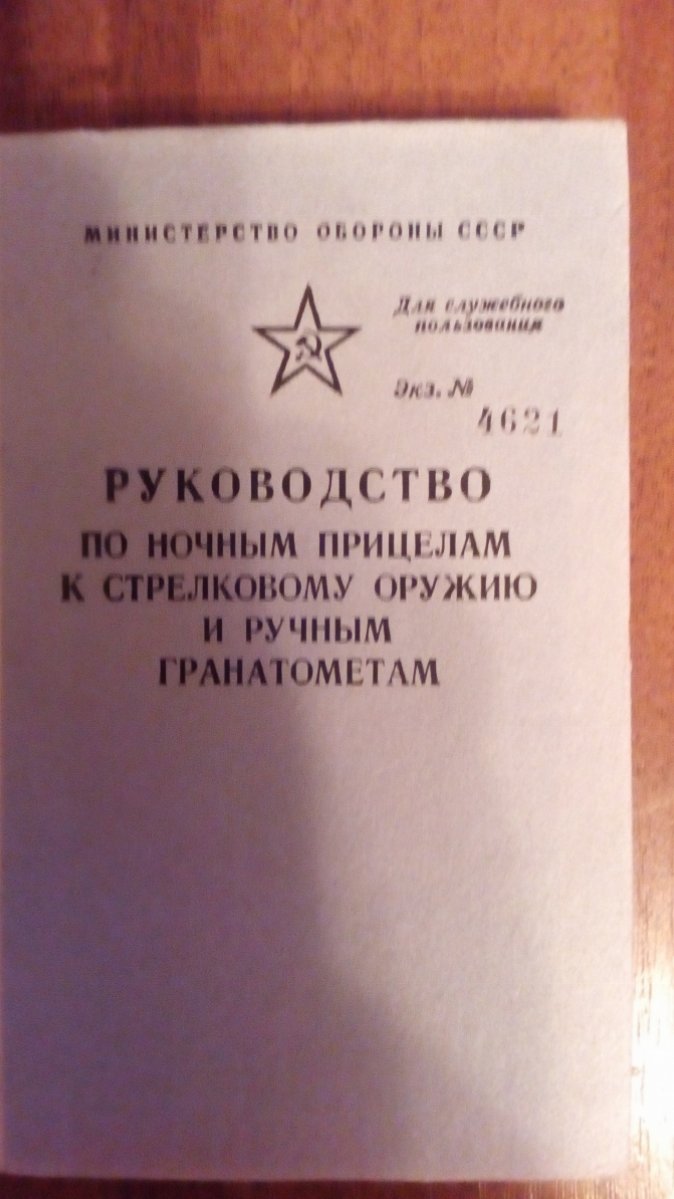 МИНИСТЕРСТВО ОБОРОНЫ СССР
Для служебного
пользования
Экз. №
4621
РУКОВОДСТВО
ПО НОЧНЫМ ПРИЦЕЛАМ
К СТРЕЛКОВОМУ ОРУЖИЮ
И РУЧНЫМ
ГРАНАТОМЕТАМ